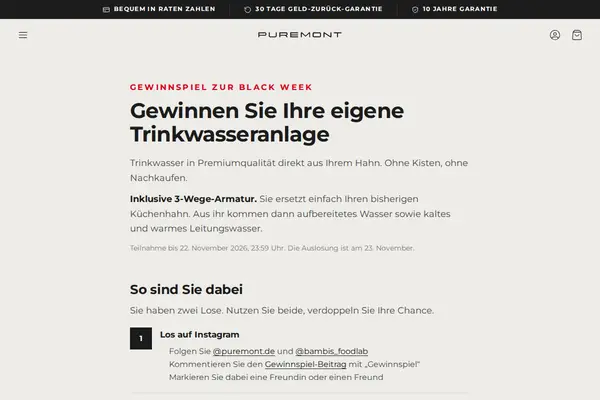 BEQUEM IN RATEN ZAHLEN
30 TAGE GELD-ZURÜCK-GARANTIE
10 JAHRE GARANTIE
PUREMONT
GEWINNSPIEL ZUR BLACK WEEK
Gewinnen Sie Ihre eigene
Trinkwasseranlage
Trinkwasser in Premiumqualität direkt aus Ihrem Hahn. Ohne Kisten, ohne
Nachkaufen.
Inklusive 3-Wege-Armatur. Sie ersetzt einfach Ihren bisherigen
Küchenhahn. Aus ihr kommen dann aufbereitetes Wasser sowie kaltes
und warmes Leitungswasser.
Teilnahme bis 22. November 2026, 23:59 Uhr. Die Auslosung ist am 23. November.
So sind Sie dabei
Sie haben zwei Lose. Nutzen Sie beide, verdoppeln Sie Ihre Chance.
1 Los auf Instagram
Folgen Sie @puremont.de und @bambis_foodlab
Kommentieren Sie den Gewinnspiel-Beitrag mit „Gewinnspiel“
Markieren Sie dabei eine Freundin oder einen Freund